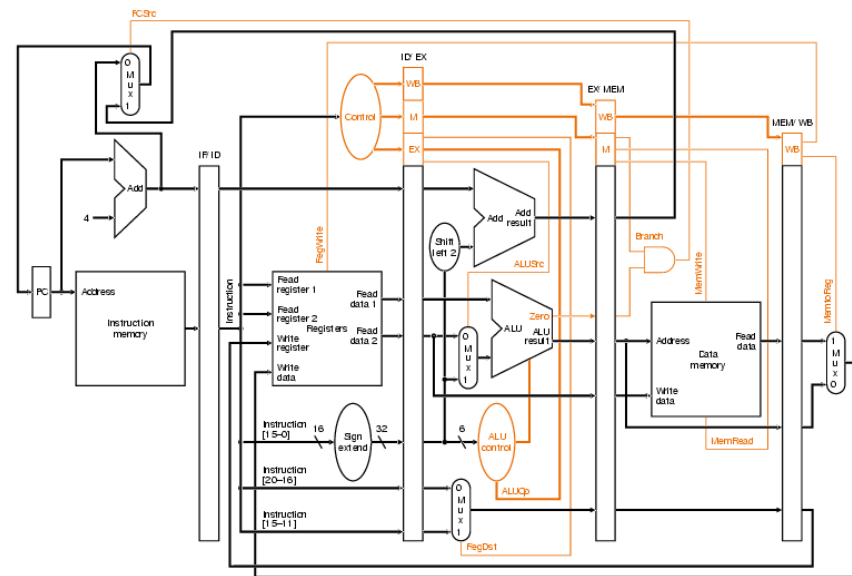 PCSrc
ID/EX
EX/MEM
MEM/WB
IF/ID
0
M
u
x
1
Control
WB
M
EX
WB
M
WB
Add
4
PC
Address
Instruction
memory
Instruction
RegWrite
Read
register 1
Read
register 2
Write
register
Write
data
Registers
Read
data 1
Read
data 2
Shift
left 2
Add
Add
result
ALUSrc
0
M
u
x
1
Zero
ALU
ALU
result
Branch
MemWrite
Address
Read
data
Data
memory
Write
data
MemRead
MemtoReg
1
M
u
x
0
Instruction
[15–0]
16
Sign
extend
32
6
ALU
control
ALUOp
Instruction
[20–16]
Instruction
[15–11]
0
M
u
x
1
RegDst